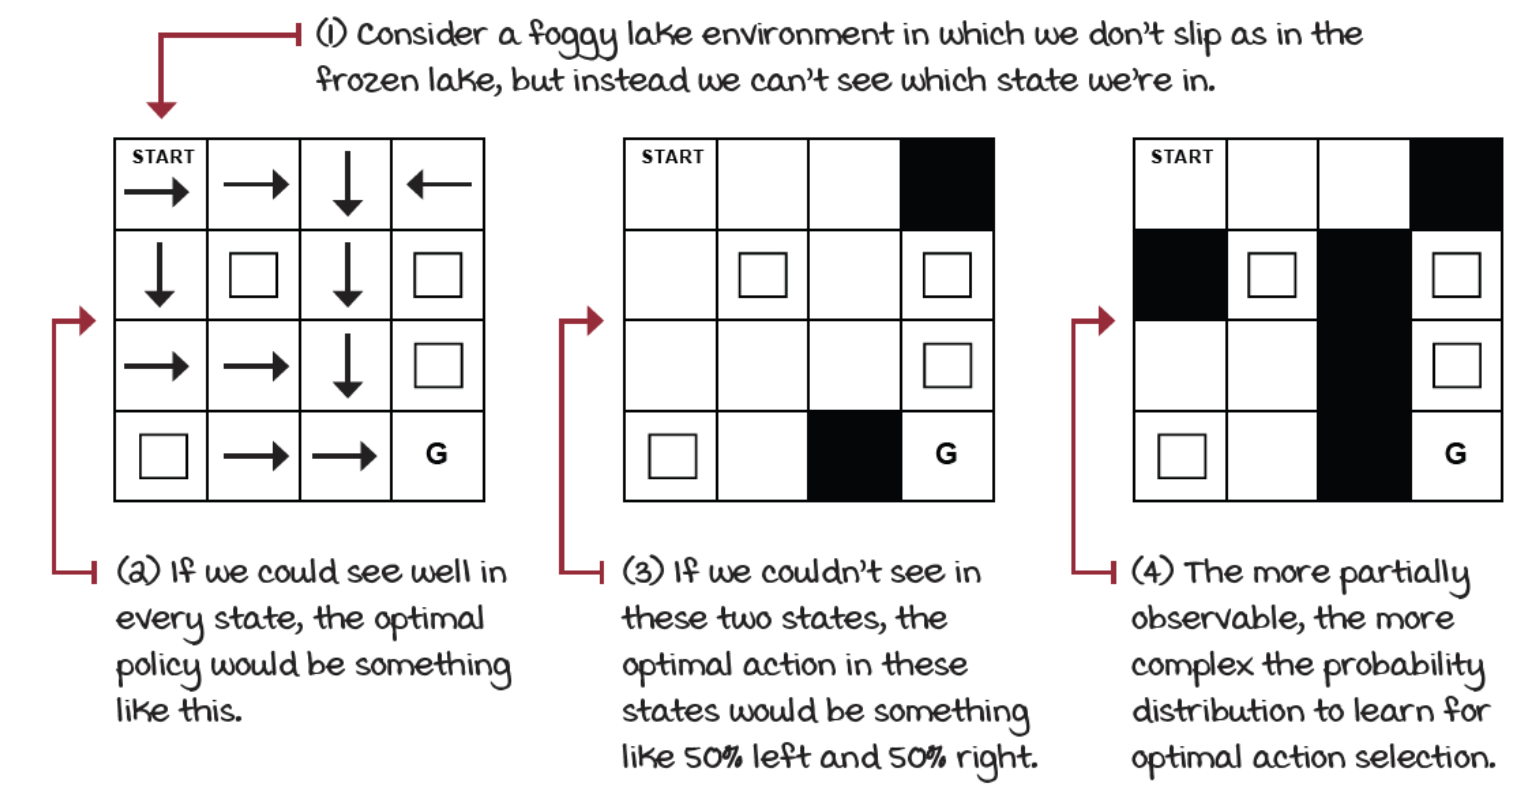 (1) Consider a foggy lake environment in which we don't slip as in the
frozen lake, but instead we can't see which state we're in.
START
START
START
G
G
G
(2) If we could see well in
every state, the optimal
policy would be something
like this.
(3) If we couldn't see in
these two states, the
optimal action in these
states would be something
like 50% left and 50% right.
(4) The more partially
observable, the more
complex the probability
distribution to learn for
optimal action selection.